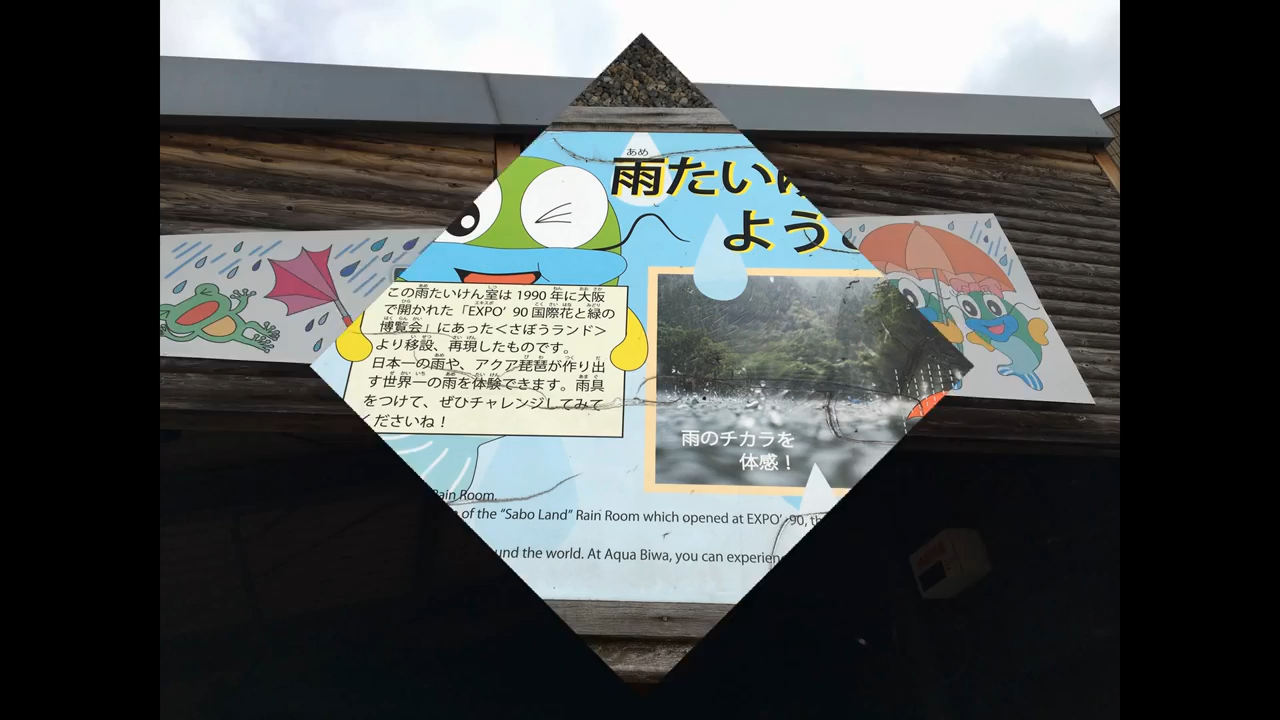 雨たい
よう
この雨たいけん室は 1990 年に大阪
で開かれた「EXPO' 90 国際花と緑の
博覧会」にあった<さぼうランド>
より移設、再現したものです。
日本一の雨や、アクア琵琶が作り出
す世界一の雨を体験できます。雨具
をつけて、ぜひチャレンジしてみて
くださいね！
雨のチカラを
体感！
Rain Room.
of the “Sabo Land” Rain Room which opened at EXPO' 90,
the world. At Aqua Biwa, you can